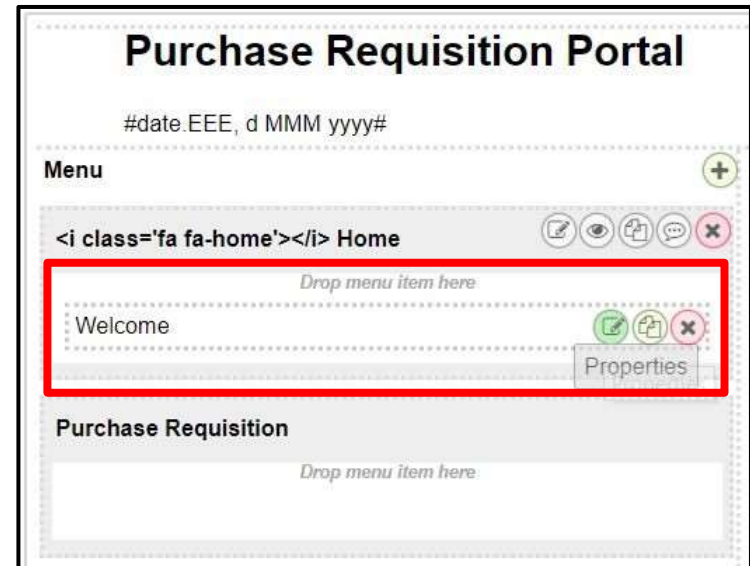 Purchase Requisition Portal
#date.EEE, d MMM yyyy#
Menu
<i class='fa fa-home'></i> Home
Drop menu item here
Welcome
Properties
Purchase Requisition
Drop menu item here